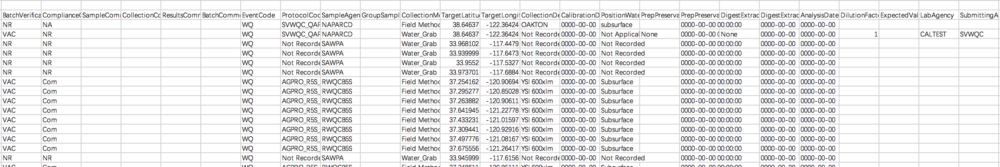 BatchVerifica ComplianceC SampleComr CollectionCc ResultsComr BatchComme EventCode ProtocolCoc SampleAgen GroupSampl CollectionMe TargetLatitud TargetLongit CollectionDe CalibrationD PositionWate PrepPreserva PrepPreserva DigestExtrac DigestExtrac AnalysisDate DilutionFact ExpectedVal LabAgency SubmittingA
NR NA WQ SVWQC_QAP NAPARCD Field Methoc 38.64637 -122.36424 OAKTON 0000-00-00 subsurface 0000-00-00 00:00:00 0000-00-00 0000-00-00
VAC NR WQ SVWQC_QAP NAPARCD Water_Grab 38.64637 -122.36424 Not Recorde 0000-00-00 Not Applical None 0000-00-00 ( None 0000-00-00 0000-00-00 1 CALTEST SVWQC
NR NR WQ Not Recorde SAWPA Water_Grab 33.968102 -117.4479 Not Recorde 0000-00-00 Not Recorded 0000-00-00 00:00:00 0000-00-00 0000-00-00
NR NR WQ Not Recorde SAWPA Water_Grab 33.939999 -117.6473 Not Recorde 0000-00-00 Not Recorded 0000-00-00 00:00:00 0000-00-00 0000-00-00
NR NR WQ Not Recorde SAWPA Water_Grab 33.9552 -117.5327 Not Recorde 0000-00-00 Not Recorded 0000-00-00 00:00:00 0000-00-00 0000-00-00
NR NR WQ Not Recorde SAWPA Water_Grab 33.973701 -117.6884 Not Recorde 0000-00-00 Not Recorded 0000-00-00 00:00:00 0000-00-00 0000-00-00
VAC Com WQ AGPRO_R5S_ RWQCB5S Field Methoc 37.254162 -120.90694 YSI 600xlm 0000-00-00 Subsurface 0000-00-00 00:00:00 0000-00-00 0000-00-00
VAC Com WQ AGPRO_R5S_ RWQCB5S Field Methoc 37.295277 -120.85028 YSI 600xlm 0000-00-00 Subsurface 0000-00-00 00:00:00 0000-00-00 0000-00-00
VAC Com WQ AGPRO_R5S_ RWQCB5S Field Methoc 37.263882 -120.90611 YSI 600xlm 0000-00-00 Subsurface 0000-00-00 00:00:00 0000-00-00 0000-00-00
VAC Com WQ AGPRO_R5S_ RWQCB5S Field Methoc 37.641945 -121.22778 YSI 600xlm 0000-00-00 Subsurface 0000-00-00 00:00:00 0000-00-00 0000-00-00
VAC Com WQ AGPRO_R5S_ RWQCB5S Field Methoc 37.433231 -121.01597 YSI 600xlm 0000-00-00 Subsurface 0000-00-00 00:00:00 0000-00-00 0000-00-00
VAC Com WQ AGPRO_R5S_ RWQCB5S Field Methoc 37.309441 -120.92916 YSI 600xlm 0000-00-00 Subsurface 0000-00-00 00:00:00 0000-00-00 0000-00-00
VAC Com WQ AGPRO_R5S_ RWQCB5S Field Methoc 37.497776 -121.08167 YSI 600xlm 0000-00-00 Subsurface 0000-00-00 00:00:00 0000-00-00 0000-00-00
VAC Com WQ AGPRO_R5S_ RWQCB5S Field Methoc 37.675556 -121.26417 YSI 600xlm 0000-00-00 Subsurface 0000-00-00 00:00:00 0000-00-00 0000-00-00
NR NR WQ Not Recorde SAWPA Water_Grab 33.945999 -117.6156 Not Recorde 0000-00-00 Not Recorded 0000-00-00 00:00:00 0000-00-00 0000-00-00